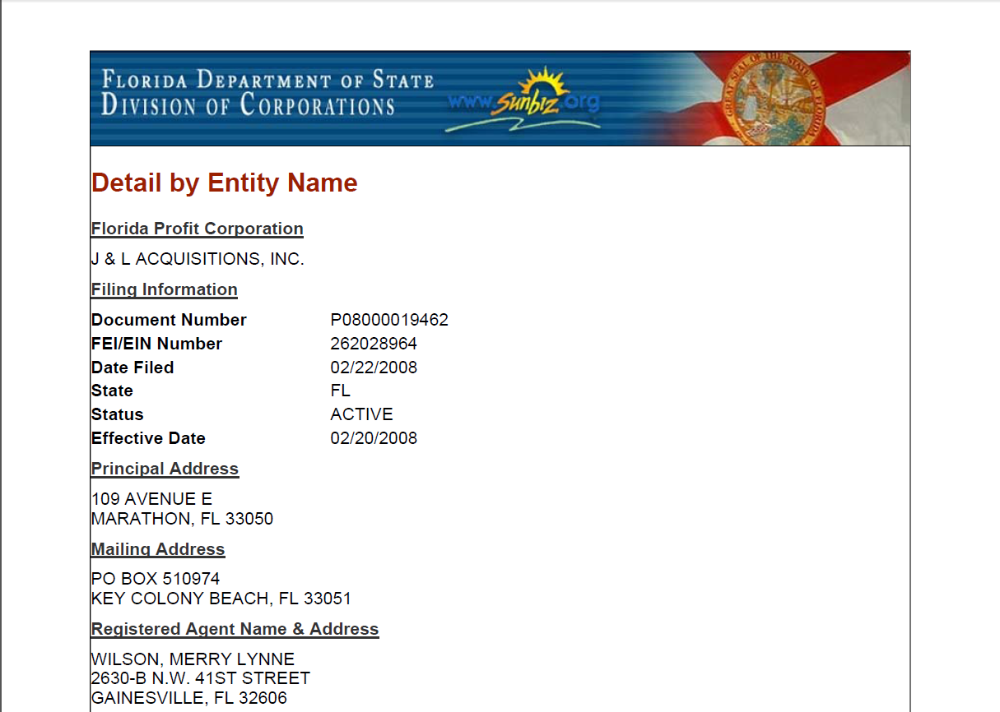 FLORIDA DEPARTMENT OF STATE
DIVISION OF CORPORATIONS
www.Sunbiz.org
GREAT SEAL OF THE STATE OF FLORIDA
Detail by Entity Name
Florida Profit Corporation
J & L ACQUISITIONS, INC.
Filing Information
Document Number P08000019462
FEI/EIN Number 262028964
Date Filed 02/22/2008
State FL
Status ACTIVE
Effective Date 02/20/2008
Principal Address
109 AVENUE E
MARATHON, FL 33050
Mailing Address
PO BOX 510974
KEY COLONY BEACH, FL 33051
Registered Agent Name & Address
WILSON, MERRY LYNNE
2630-B N.W. 41ST STREET
GAINESVILLE, FL 32606